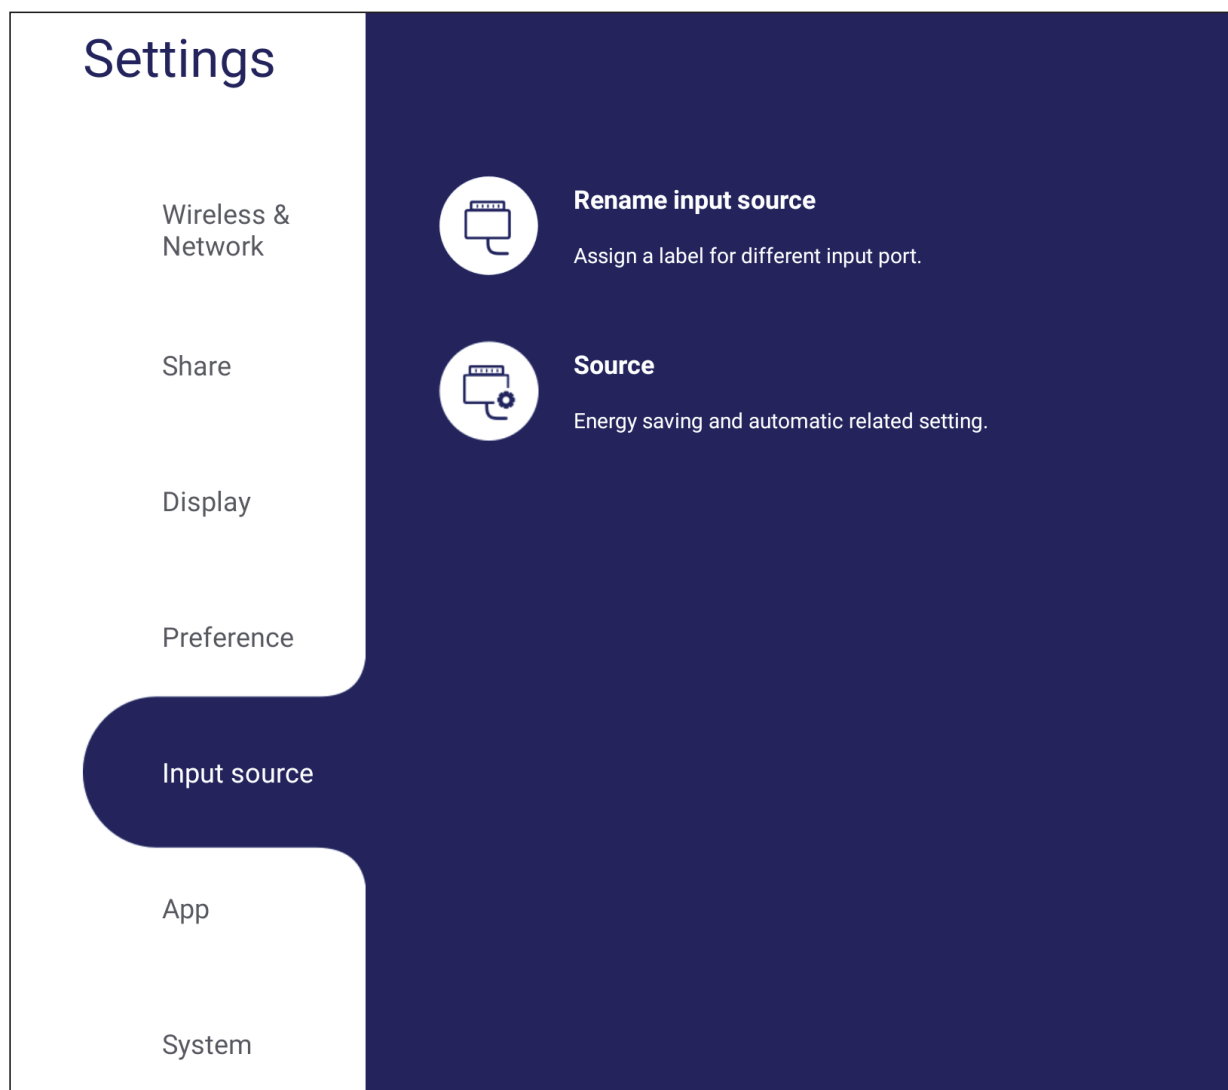 Settings
Wireless &
Network
Share
Display
Preference
Input source
App
System
Rename input source
Assign a label for different input port.
Source
Energy saving and automatic related setting.